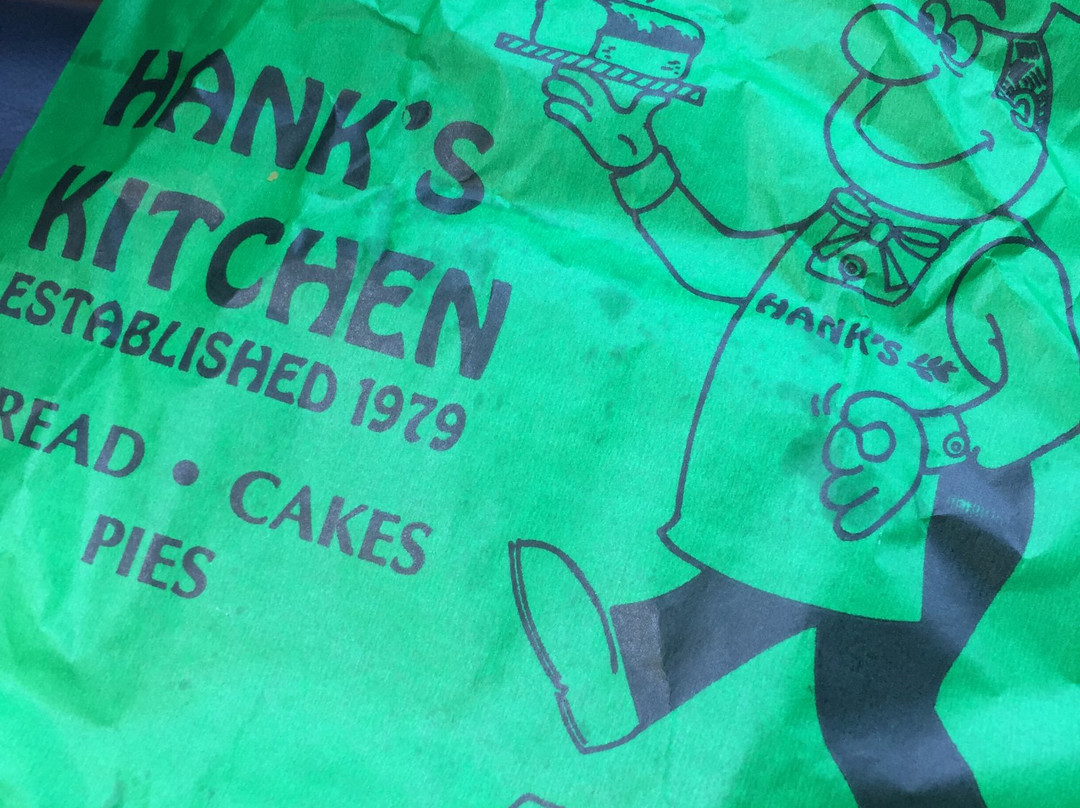 HANK'S
KITCHEN
ESTABLISHED 1979
READ • CAKES
PIES
HANK'S